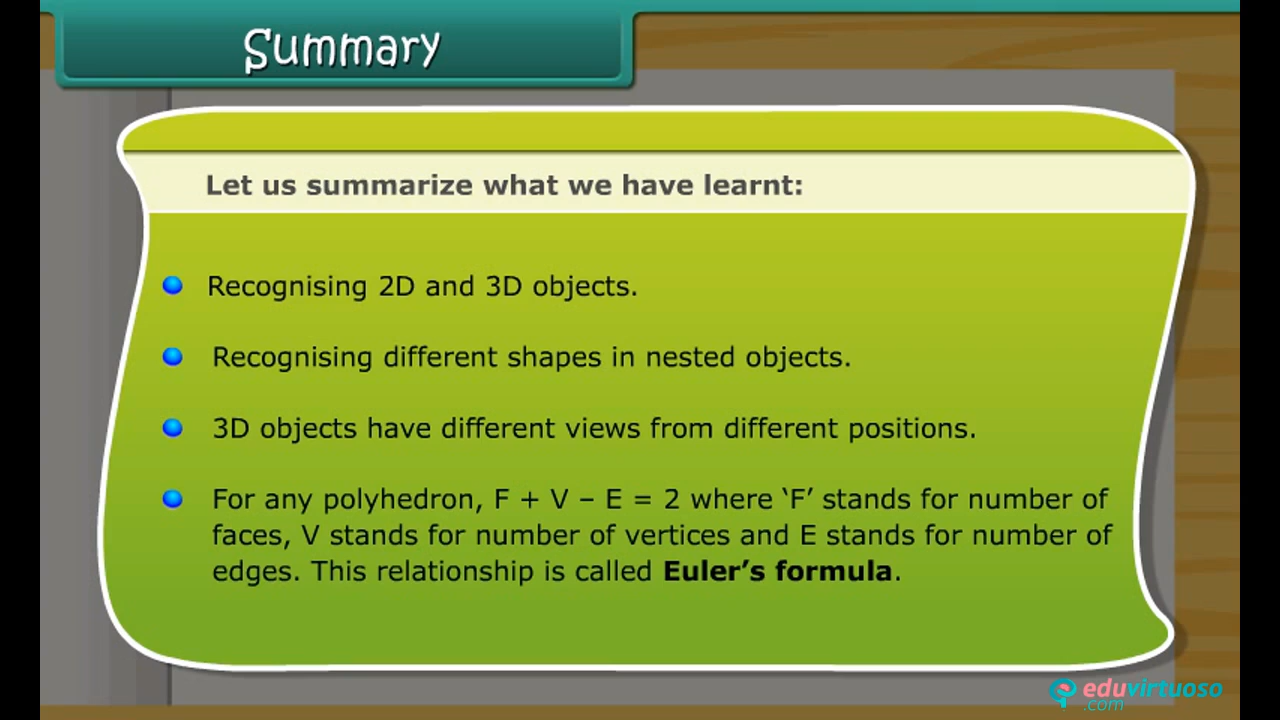 Summary
Let us summarize what we have learnt:
Recognising 2D and 3D objects.
Recognising different shapes in nested objects.
3D objects have different views from different positions.
For any polyhedron, F + V – E = 2 where ‘F’ stands for number of
faces, V stands for number of vertices and E stands for number of
edges. This relationship is called Euler’s formula.
eduvirtuoso
.com